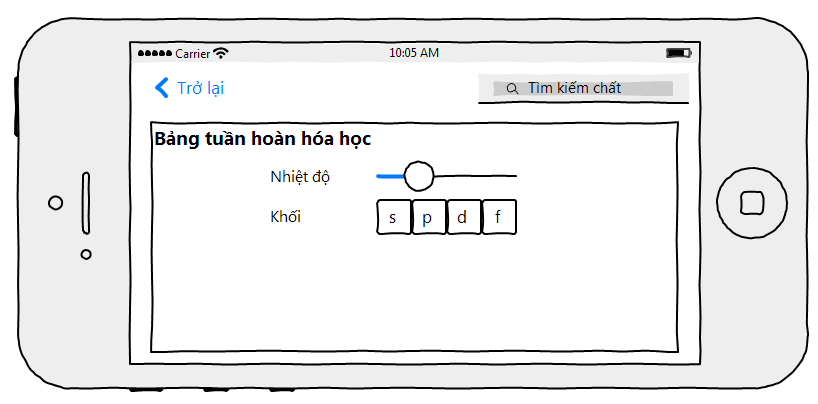 Carrier 10:05 AM
Trở lại Tìm kiếm chất
Bảng tuần hoàn hóa học
Nhiệt độ
Khối s p d f